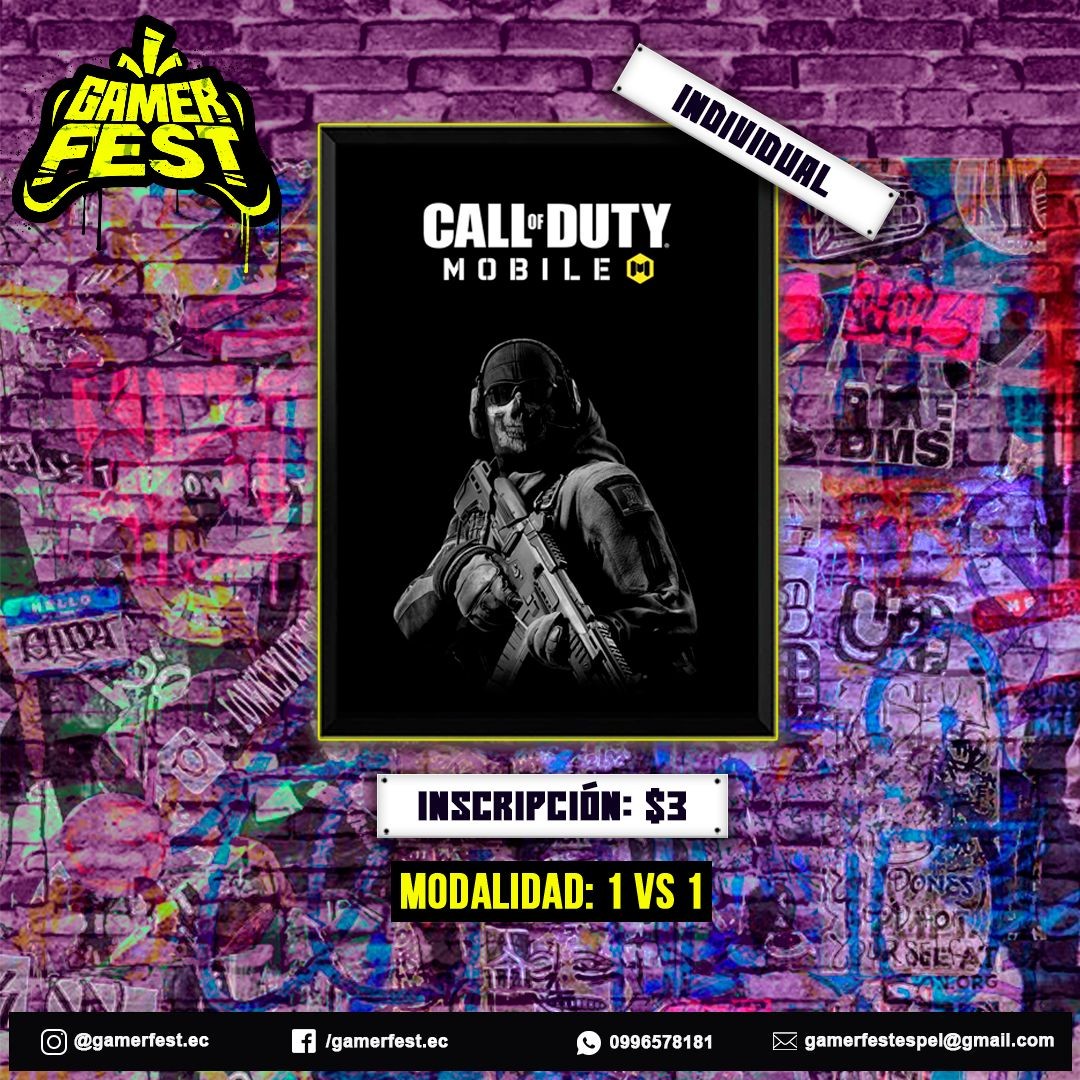 GAMER
FEST
INDIVIDUAL
CALL OF DUTY
MOBILE
INSCRIPCIÓN: $3
MODALIDAD: 1 VS 1
HELLO
@gamerfest.ec
/gamerfest.ec
0996578181
gamerfestespel@gmail.com